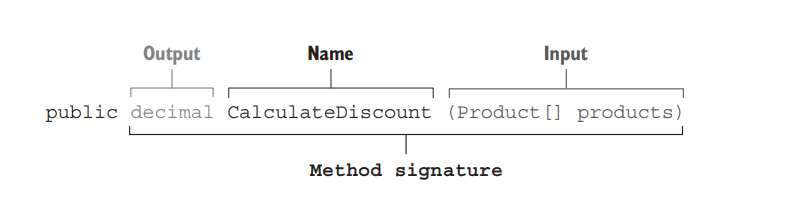 Output Name Input
public decimal CalculateDiscount (Product[] products)
Method signature